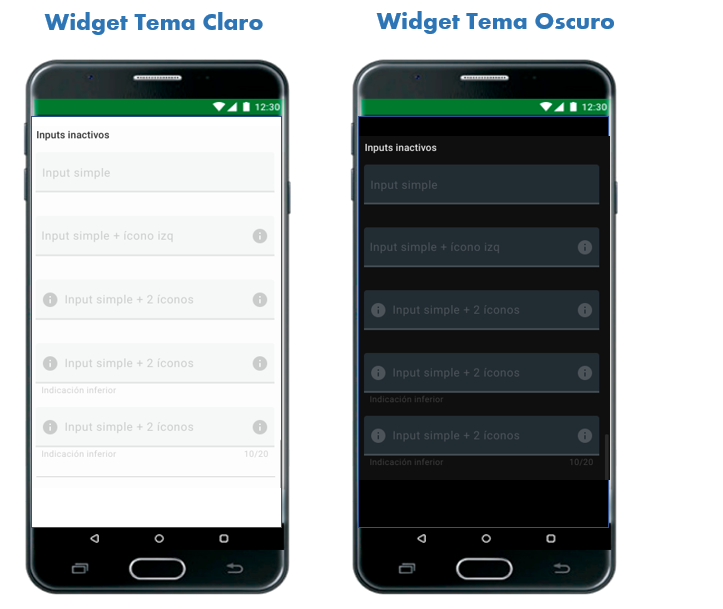 Widget Tema Claro
12:30
Inputs inactivos
Input simple
Input simple + ícono izq
Input simple + 2 íconos
Input simple + 2 íconos
Indicación inferior
Input simple + 2 íconos
Indicación inferior 10/20
Widget Tema Oscuro
12:30
Inputs inactivos
Input simple
Input simple + ícono izq
Input simple + 2 íconos
Input simple + 2 íconos
Indicación inferior
Input simple + 2 íconos
Indicación inferior 10/20